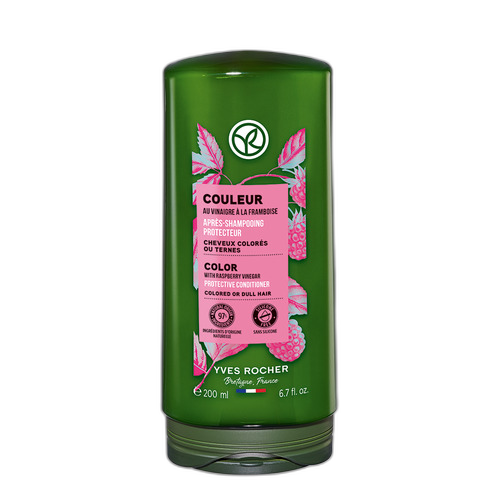 COULEUR
AU VINAIGRE À LA FRAMBOISE
APRÈS-SHAMPOOING
PROTECTEUR
CHEVEUX COLORÉS
OU TERNES
COLOR
WITH RASPBERRY VINEGAR
PROTECTIVE CONDITIONER
COLORED OR DULL HAIR
97%
INGRÉDIENTS D'ORIGINE
NATURELLE
SANS SILICONE
YVES ROCHER
Bretagne, France
e 200 ml 6.7 fl. oz.